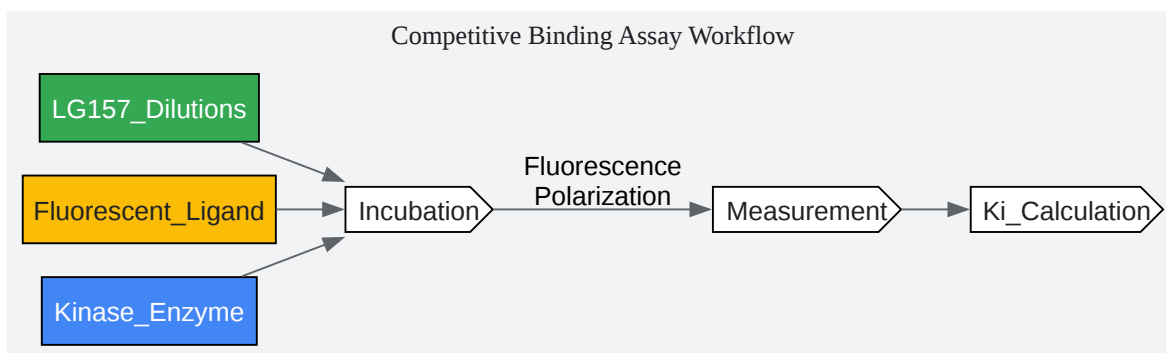 Competitive Binding Assay Workflow
LG157_Dilutions
Fluorescent_Ligand
Kinase_Enzyme
Incubation
Fluorescence
Polarization
Measurement
Ki_Calculation